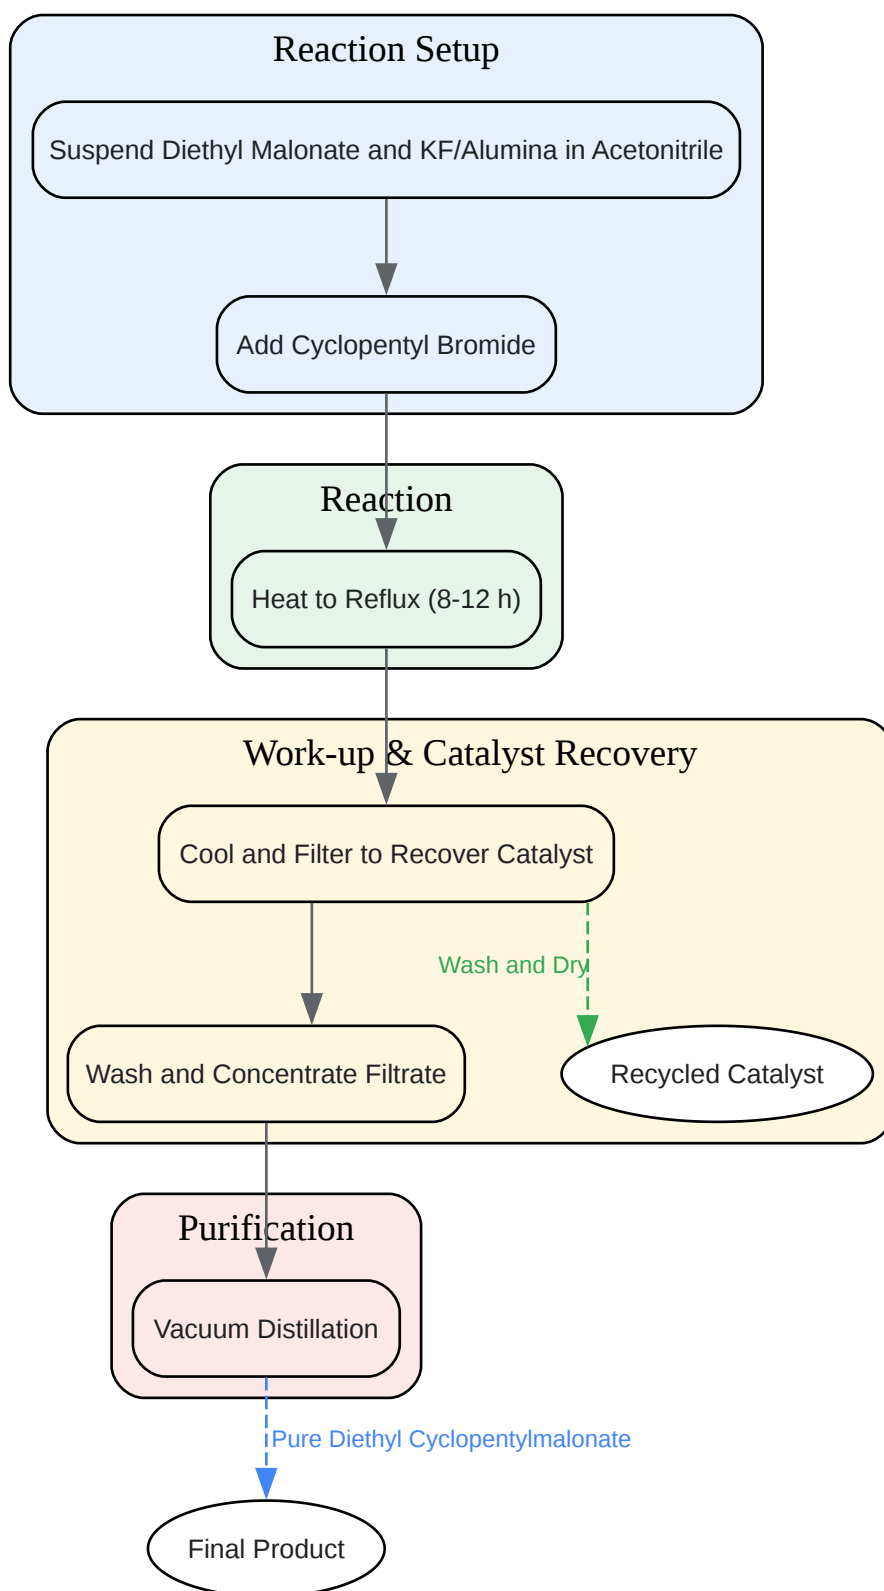 Reaction Setup
Suspend Diethyl Malonate and KF/Alumina in Acetonitrile
Add Cyclopentyl Bromide
Reaction
Heat to Reflux (8-12 h)
Work-up & Catalyst Recovery
Cool and Filter to Recover Catalyst
Wash and Dry
Wash and Concentrate Filtrate
Recycled Catalyst
Purification
Vacuum Distillation
Pure Diethyl Cyclopentylmalonate
Final Product